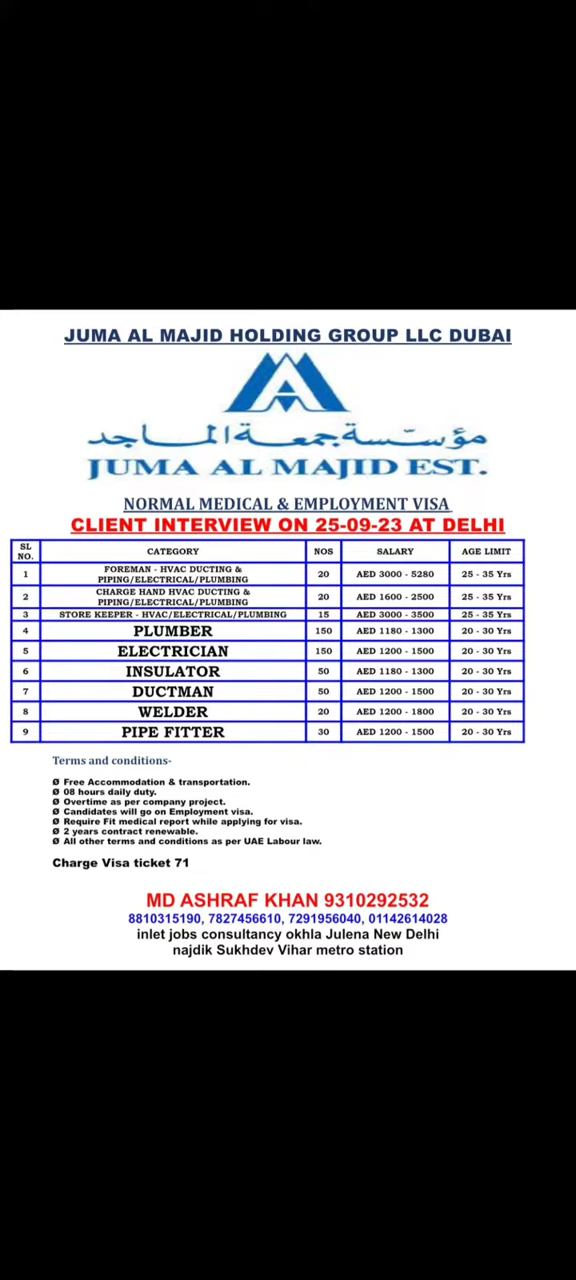 JUMA AL MAJID HOLDING GROUP LLC DUBAI
مؤسسة جمعة الماجد
JUMA AL MAJID EST.
NORMAL MEDICAL & EMPLOYMENT VISA
CLIENT INTERVIEW ON 25-09-23 AT DELHI
SL NO. CATEGORY NOS SALARY AGE LIMIT
1 FOREMAN - HVAC DUCTING & PIPING/ELECTRICAL/PLUMBING 20 AED 3000 - 5280 25 - 35 Yrs
2 CHARGE HAND HVAC DUCTING & PIPING/ELECTRICAL/PLUMBING 20 AED 1600 - 2500 25 - 35 Yrs
3 STORE KEEPER - HVAC/ELECTRICAL/PLUMBING 15 AED 3000 - 3500 25 - 35 Yrs
4 PLUMBER 150 AED 1180 - 1300 20 - 30 Yrs
5 ELECTRICIAN 150 AED 1200 - 1500 20 - 30 Yrs
6 INSULATOR 50 AED 1180 - 1300 20 - 30 Yrs
7 DUCTMAN 50 AED 1200 - 1500 20 - 30 Yrs
8 WELDER 20 AED 1200 - 1800 20 - 30 Yrs
9 PIPE FITTER 30 AED 1200 - 1500 20 - 30 Yrs
Terms and conditions-
Ø Free Accommodation & transportation.
Ø 08 hours daily duty.
Ø Overtime as per company project.
Ø Candidates will go on Employment visa.
Ø Require Fit medical report while applying for visa.
Ø 2 years contract renewable.
Ø All other terms and conditions as per UAE Labour law.
Charge Visa ticket 71
MD ASHRAF KHAN 9310292532
8810315190, 7827456610, 7291956040, 01142614028
inlet jobs consultancy okhla Julena New Delhi
najdik Sukhdev Vihar metro station